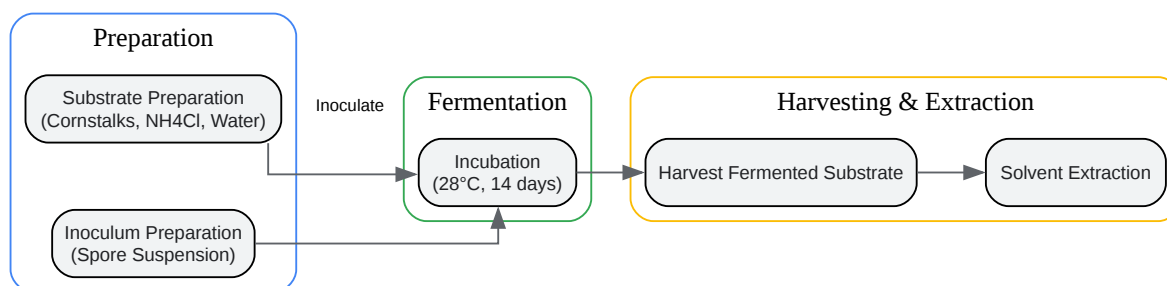 Preparation
Substrate Preparation
(Cornstalks, NH4Cl, Water)
Inoculum Preparation
(Spore Suspension)
Inoculate
Fermentation
Incubation
(28°C, 14 days)
Harvesting & Extraction
Harvest Fermented Substrate
Solvent Extraction